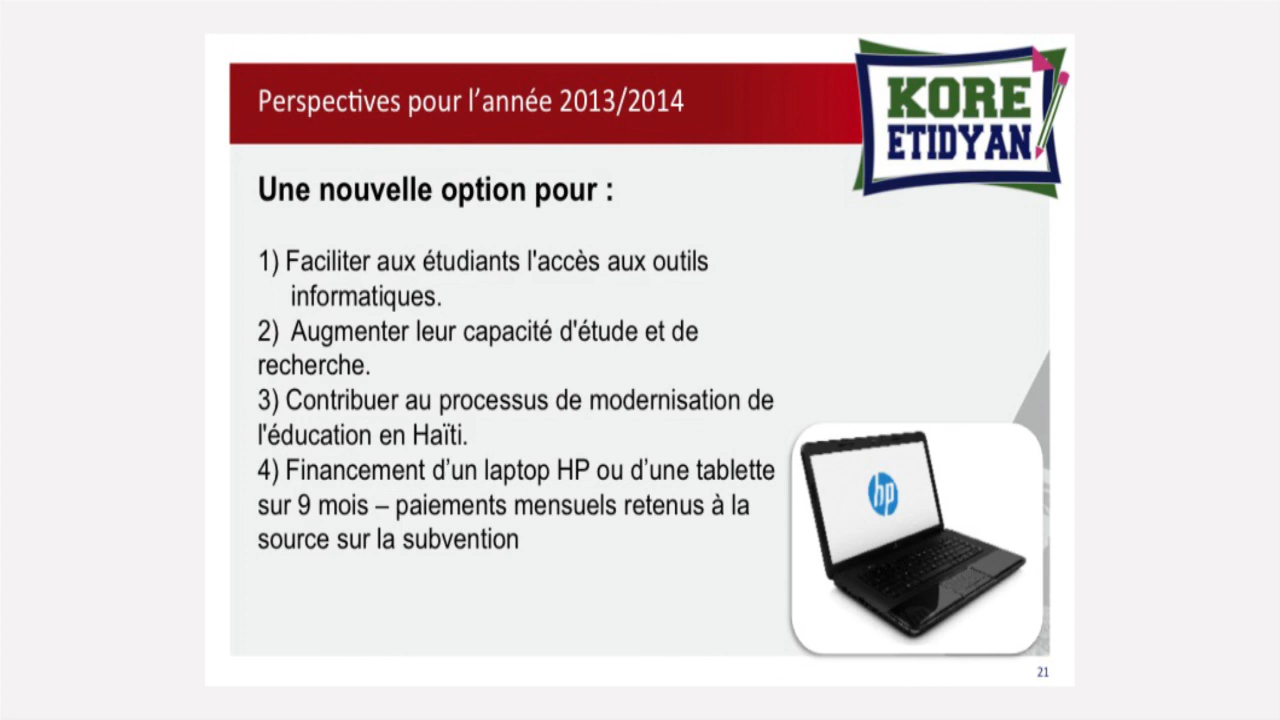 Perspectives pour l’année 2013/2014
KORE
ETIDYAN
Une nouvelle option pour :
1) Faciliter aux étudiants l'accès aux outils
informatiques.
2) Augmenter leur capacité d'étude et de
recherche.
3) Contribuer au processus de modernisation de
l'éducation en Haïti.
4) Financement d’un laptop HP ou d’une tablette
sur 9 mois – paiements mensuels retenus à la
source sur la subvention
hp
21